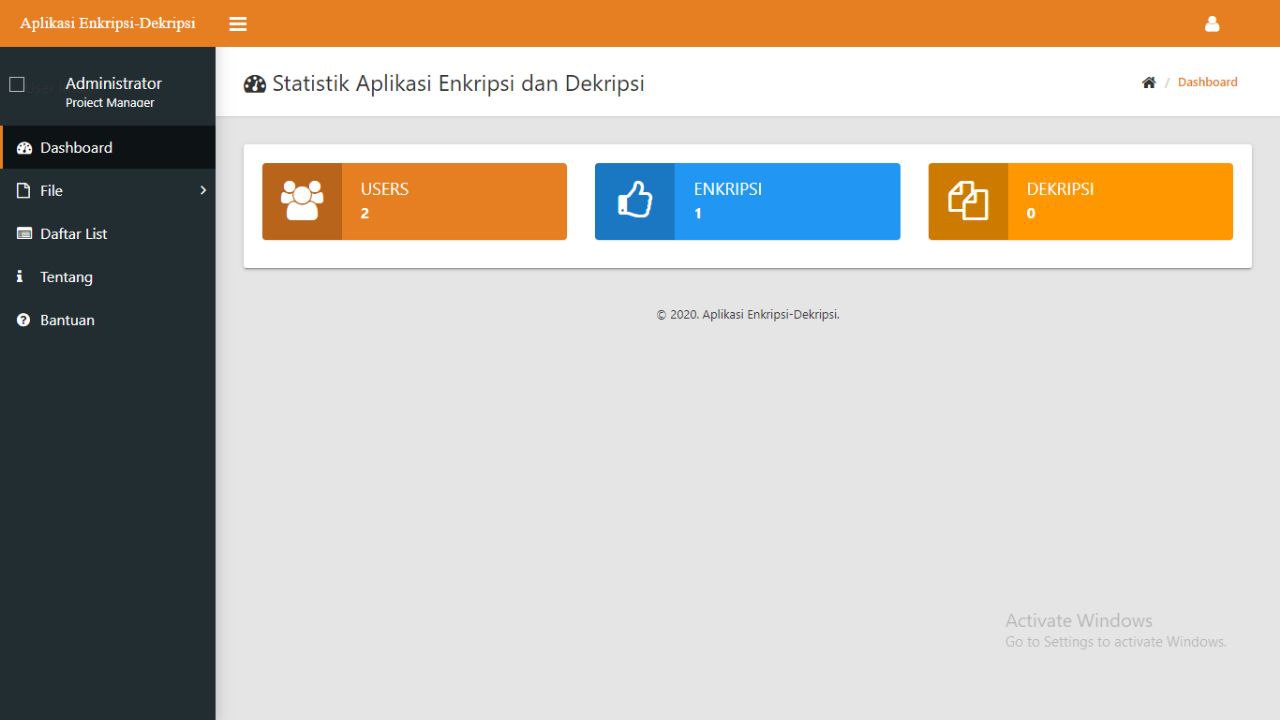 Aplikasi Enkripsi-Dekripsi
Administrator
Project Manager
Statistik Aplikasi Enkripsi dan Dekripsi
/ Dashboard
Dashboard
File
Daftar List
Tentang
Bantuan
USERS
2
ENKRIPSI
1
DEKRIPSI
0
© 2020. Aplikasi Enkripsi-Dekripsi.
Activate Windows
Go to Settings to activate Windows.